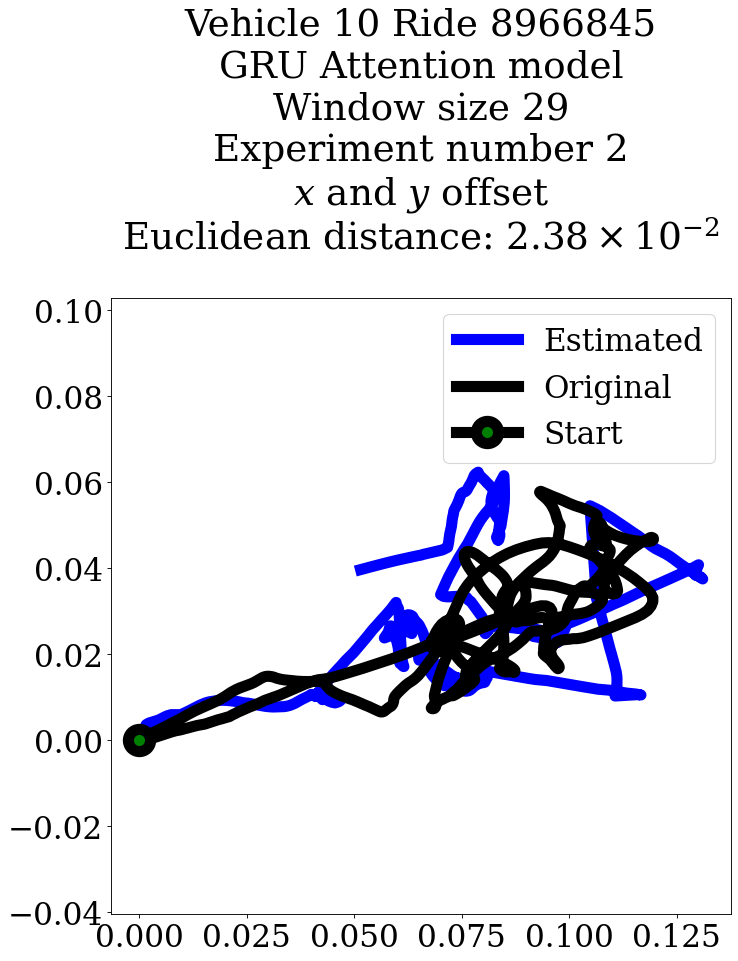 Vehicle 10 Ride 8966845
GRU Attention model
Window size 29
Experiment number 2
x and y offset
Euclidean distance: 2.38 × 10⁻²
Estimated
Original
Start
0.10
0.08
0.06
0.04
0.02
0.00
−0.02
−0.04
0.000 0.025 0.050 0.075 0.100 0.125